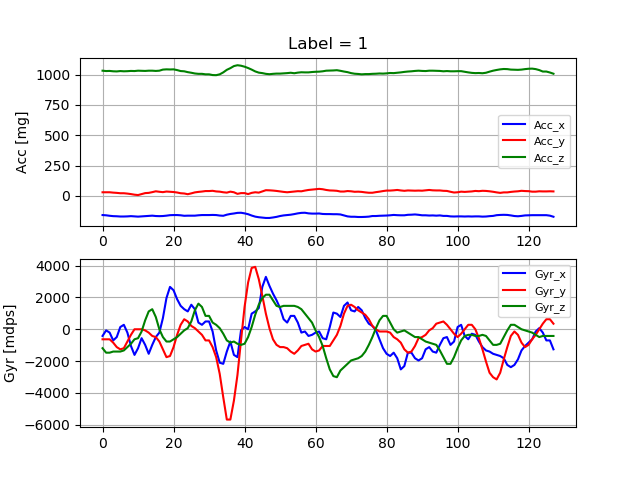 Label = 1
Acc [mg]
1000
750
500
250
0
Acc_x
Acc_y
Acc_z
0 20 40 60 80 100 120
Gyr [mdps]
4000
2000
0
−2000
−4000
−6000
Gyr_x
Gyr_y
Gyr_z
0 20 40 60 80 100 120